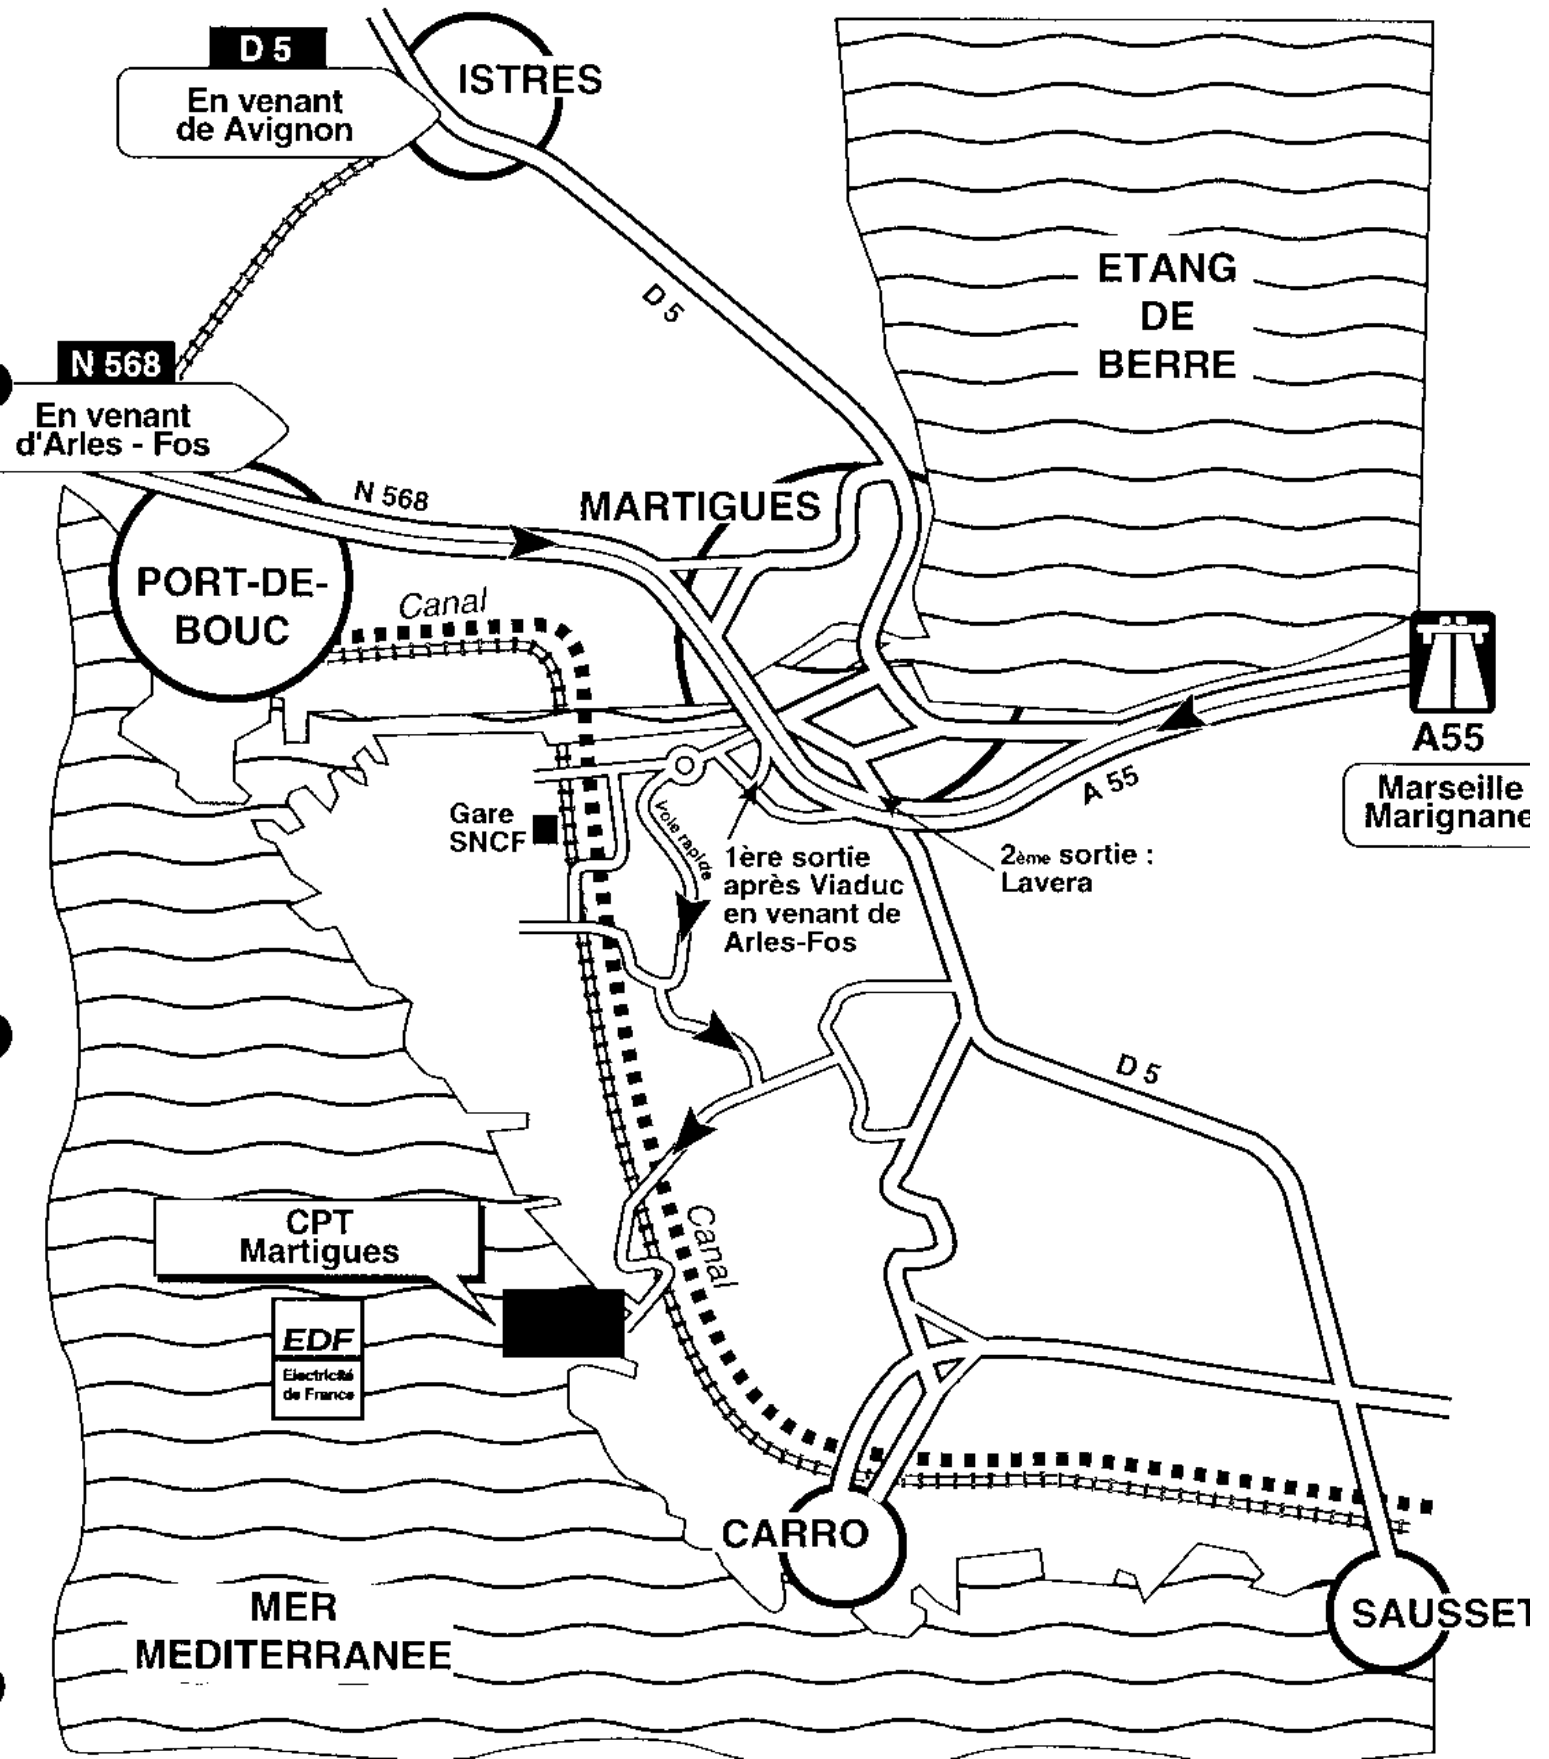 D 5
En venant
de Avignon
ISTRES
D 5
ETANG
DE
BERRE
N 568
En venant
d'Arles - Fos
N 568
MARTIGUES
PORT-DE-
BOUC
Canal
A55
Marseille
Marignane
A 55
Gare
SNCF
Voie rapide
1ère sortie
après Viaduc
en venant de
Arles-Fos
2ème sortie :
Lavera
D 5
Canal
CPT
Martigues
EDF
Electricité
de France
CARRO
SAUSSET
MER
MEDITERRANEE